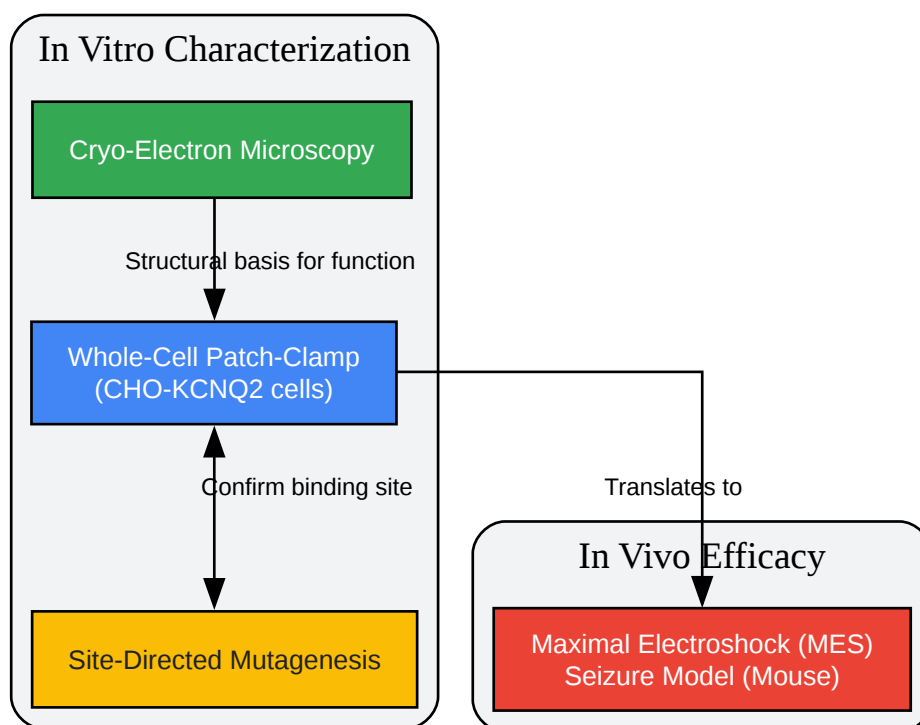 In Vitro Characterization
Cryo-Electron Microscopy
Structural basis for function
Whole-Cell Patch-Clamp
(CHO-KCNQ2 cells)
Confirm binding site
Translates to
In Vivo Efficacy
Site-Directed Mutagenesis
Maximal Electroshock (MES)
Seizure Model (Mouse)